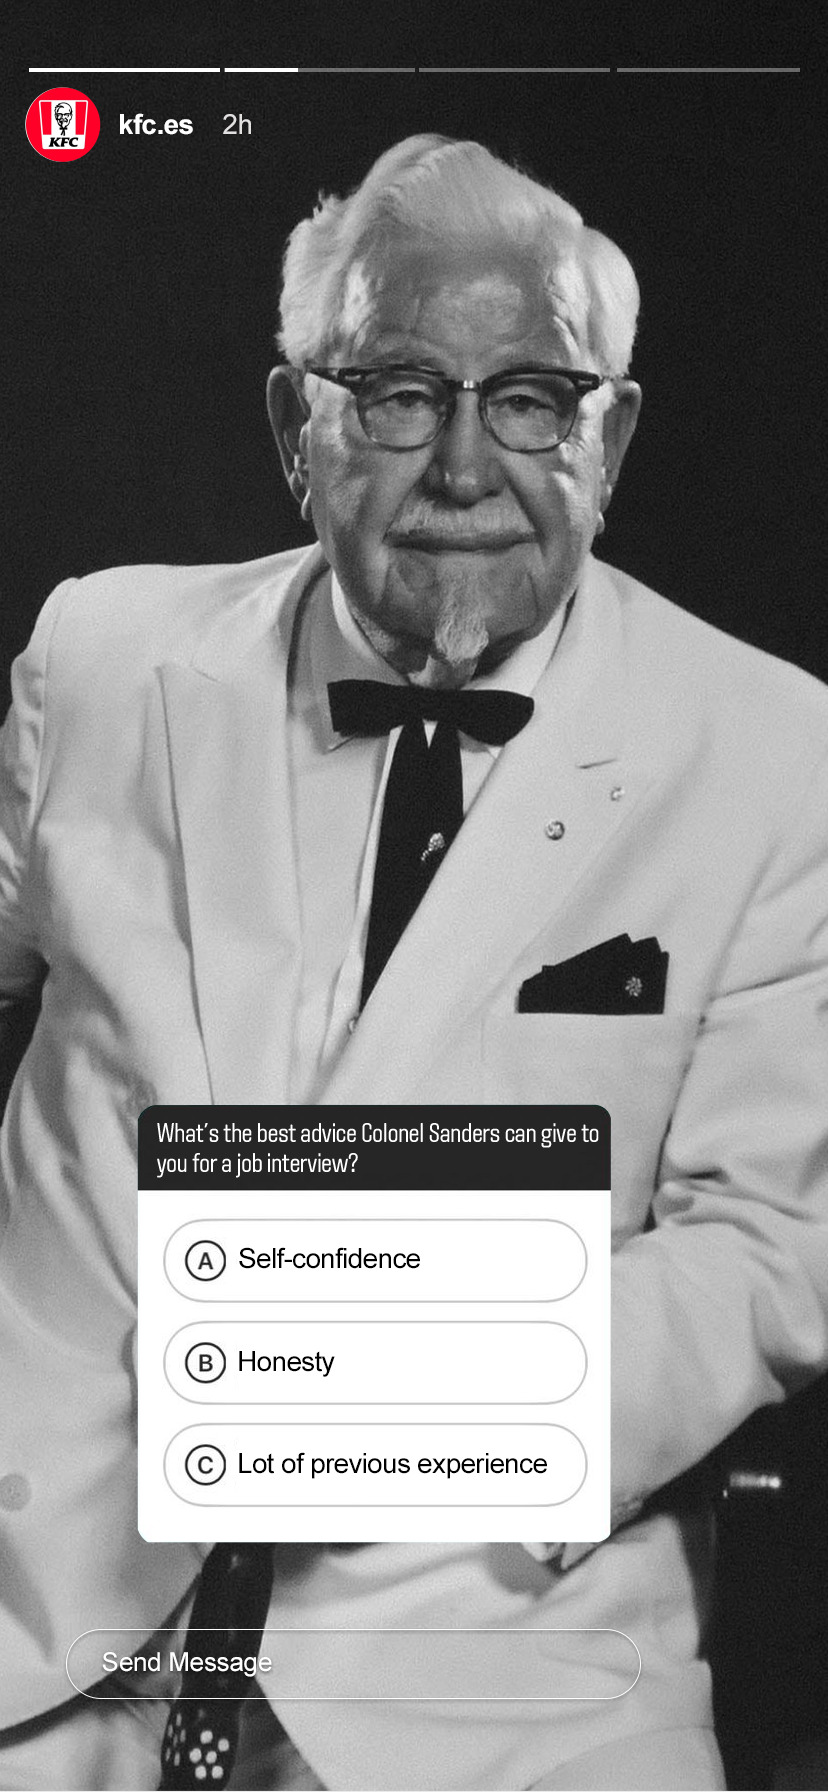 kfc.es 2h
KFC
What's the best advice Colonel Sanders can give to
you for a job interview?
A Self-confidence
B Honesty
C Lot of previous experience
Send Message